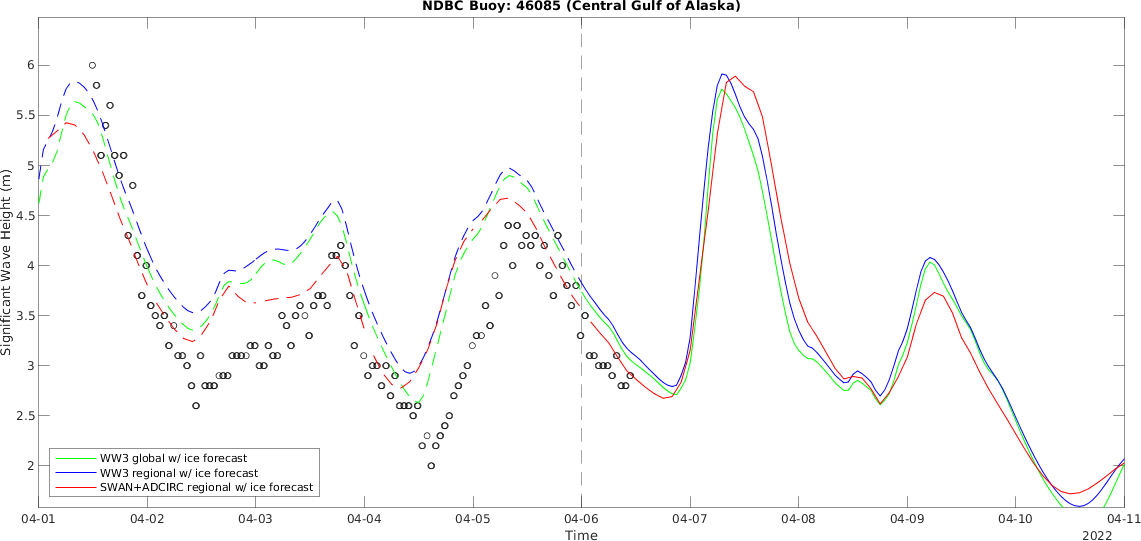 NDBC Buoy: 46085 (Central Gulf of Alaska)
6
5.5
5
4.5
4
3.5
3
2.5
2
Significant Wave Height (m)
WW3 global w/ ice forecast
WW3 regional w/ ice forecast
SWAN+ADCIRC regional w/ ice forecast
04-01 04-02 04-03 04-04 04-05 04-06 04-07 04-08 04-09 04-10 04-11
Time
2022